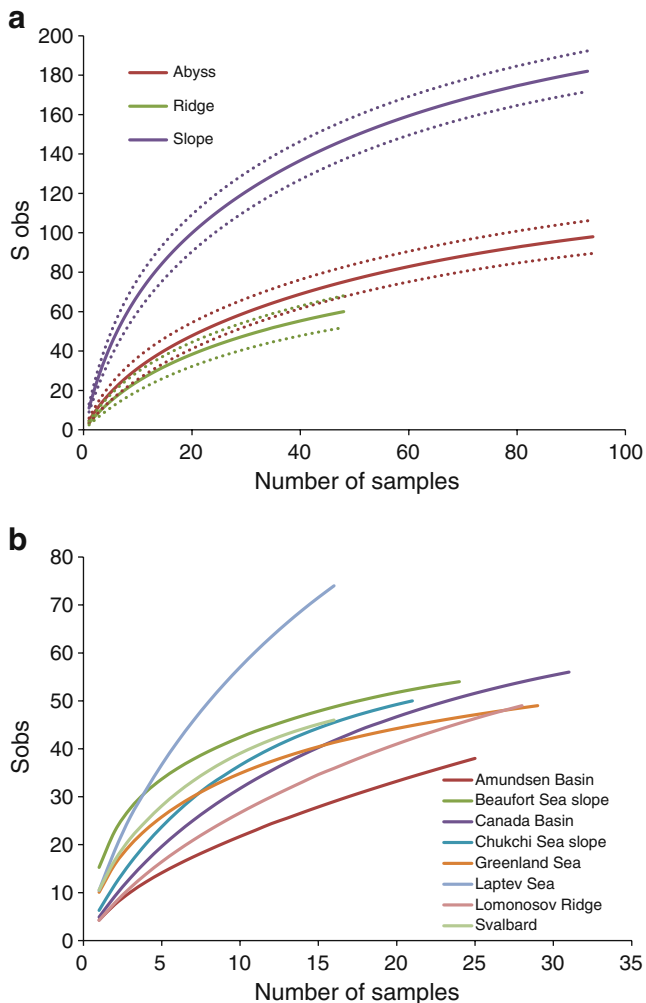 a
200
180
160
140
120
100
80
60
40
20
0
S obs
Abyss
Ridge
Slope
0 20 40 60 80 100
Number of samples
b
80
70
60
50
40
30
20
10
0
Sobs
Amundsen Basin
Beaufort Sea slope
Canada Basin
Chukchi Sea slope
Greenland Sea
Laptev Sea
Lomonosov Ridge
Svalbard
0 5 10 15 20 25 30 35
Number of samples